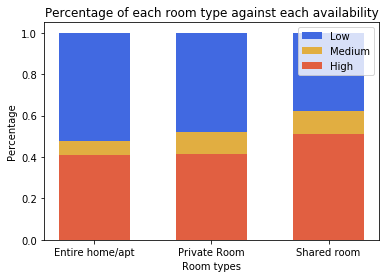 Percentage of each room type against each availability
1.0
0.8
0.6
0.4
0.2
0.0
Percentage
Low
Medium
High
Entire home/apt
Private Room
Shared room
Room types